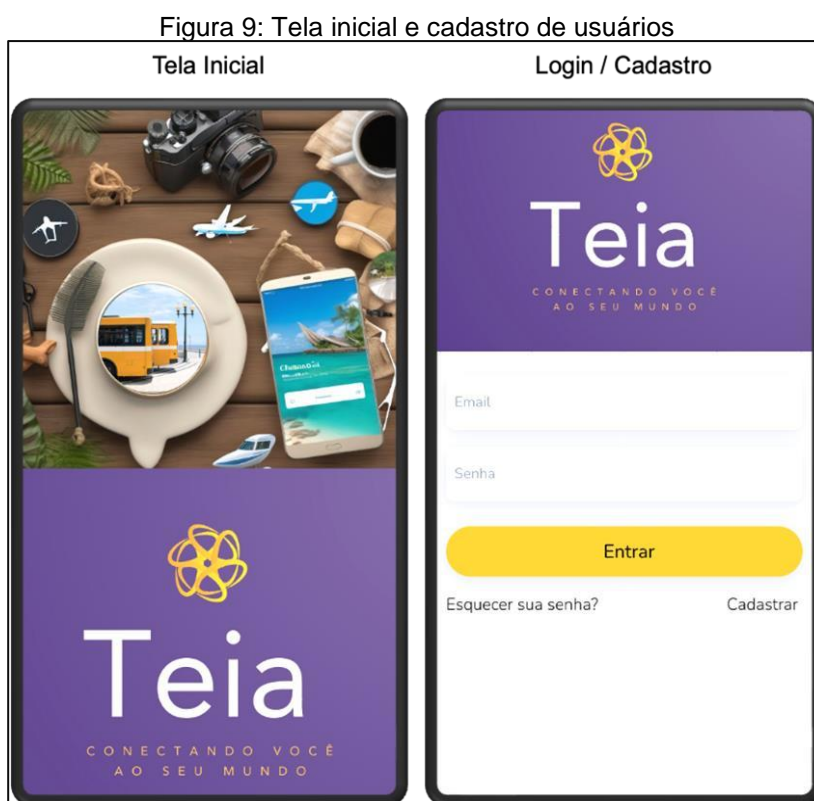 Figura 9: Tela inicial e cadastro de usuários
Tela Inicial
Login / Cadastro
Teia
CONECTANDO VOCÊ
AO SEU MUNDO
Teia
CONECTANDO VOCÊ
AO SEU MUNDO
Email
Senha
Entrar
Esquecer sua senha?
Cadastrar